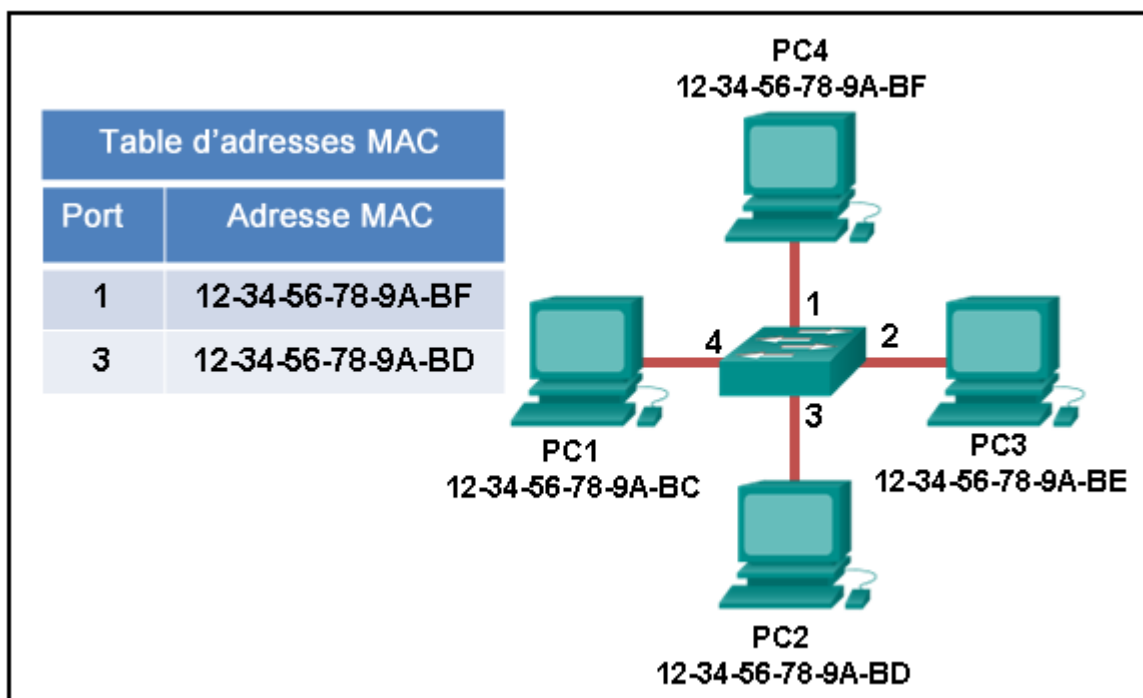 Table d'adresses MAC
Port Adresse MAC
1 12-34-56-78-9A-BF
3 12-34-56-78-9A-BD
PC4
12-34-56-78-9A-BF
1
2
3
4
PC1
12-34-56-78-9A-BC
PC3
12-34-56-78-9A-BE
PC2
12-34-56-78-9A-BD